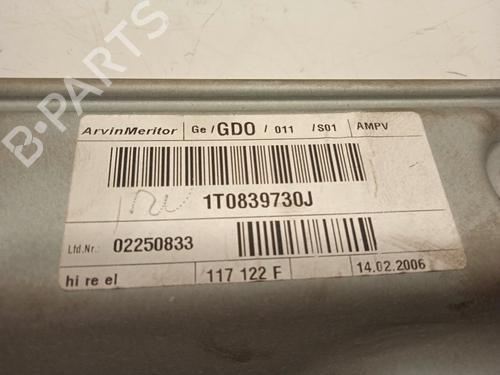 B-PARTS
ArvinMeritor Ge/GDO/011 /S01 AMPV
1T0839730J
Lfd.Nr.: 02250833
hi re el 117 122 F 14.02.2006